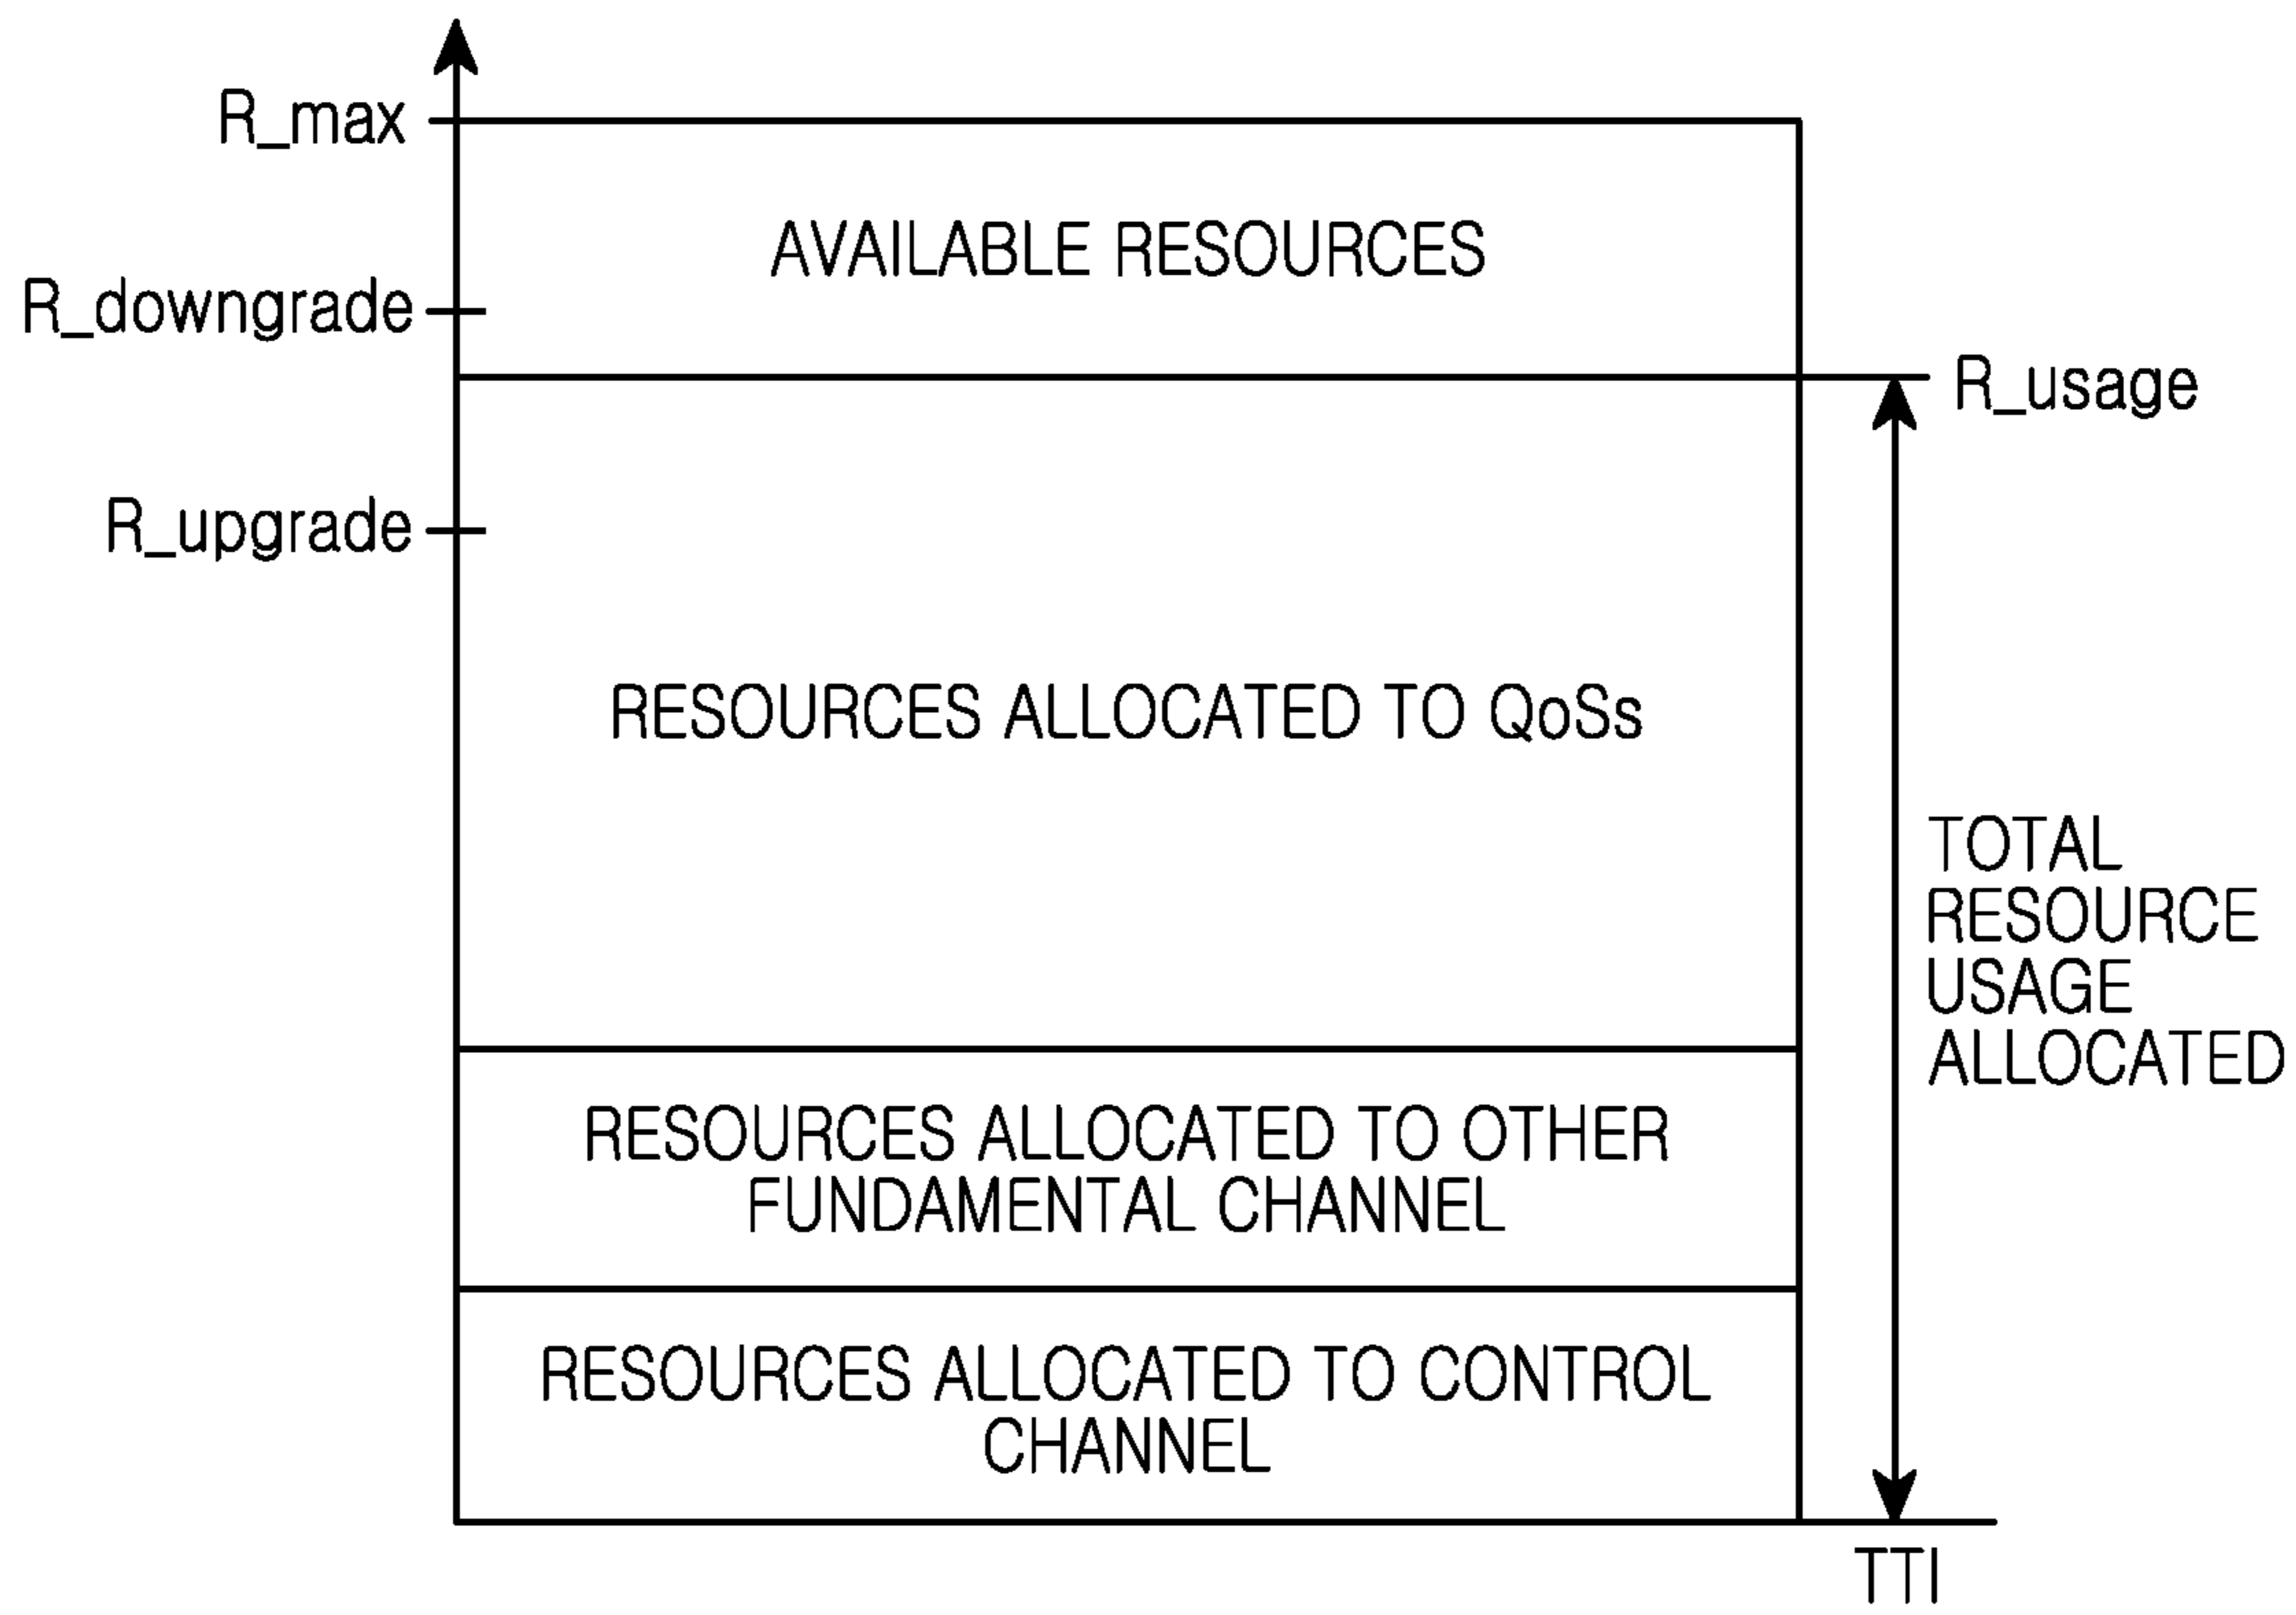 R_max
AVAILABLE RESOURCES
R_downgrade
R_usage
R_upgrade
RESOURCES ALLOCATED TO QoSs
TOTAL
RESOURCE
USAGE
ALLOCATED
RESOURCES ALLOCATED TO OTHER
FUNDAMENTAL CHANNEL
RESOURCES ALLOCATED TO CONTROL
CHANNEL
TTI